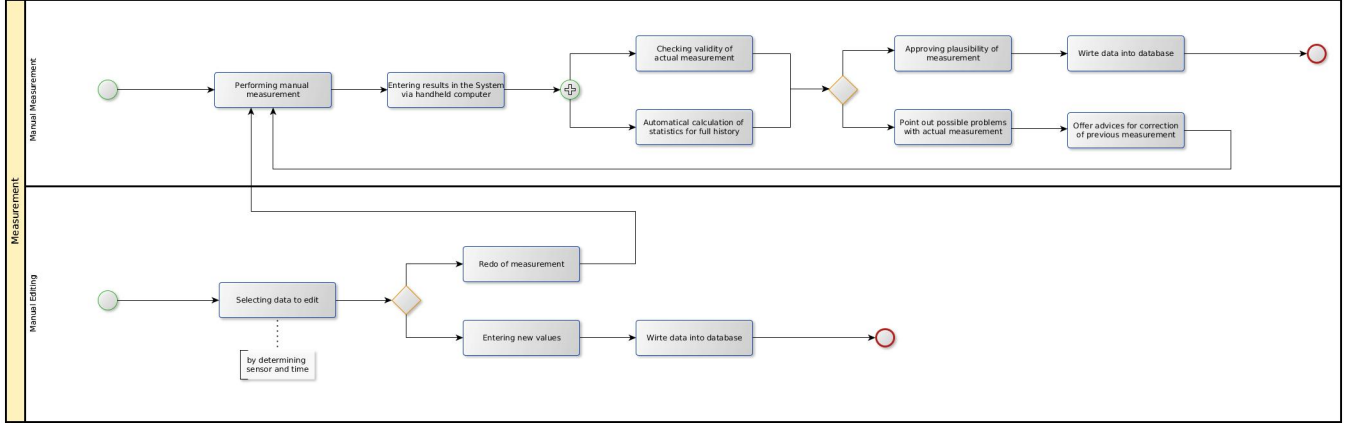 Measurement
Manual Measurement
Performing manual
measurement
Entering results in the System
via handheld computer
Checking validity of
actual measurement
Automatical calculation of
statistics for full history
Approving plausibility of
measurement
Wirte data into database
Point out possible problems
with actual measurement
Offer advices for correction
of previous measurement
Manual Editing
Selecting data to edit
by determining
sensor and time
Redo of measurement
Entering new values
Wirte data into database